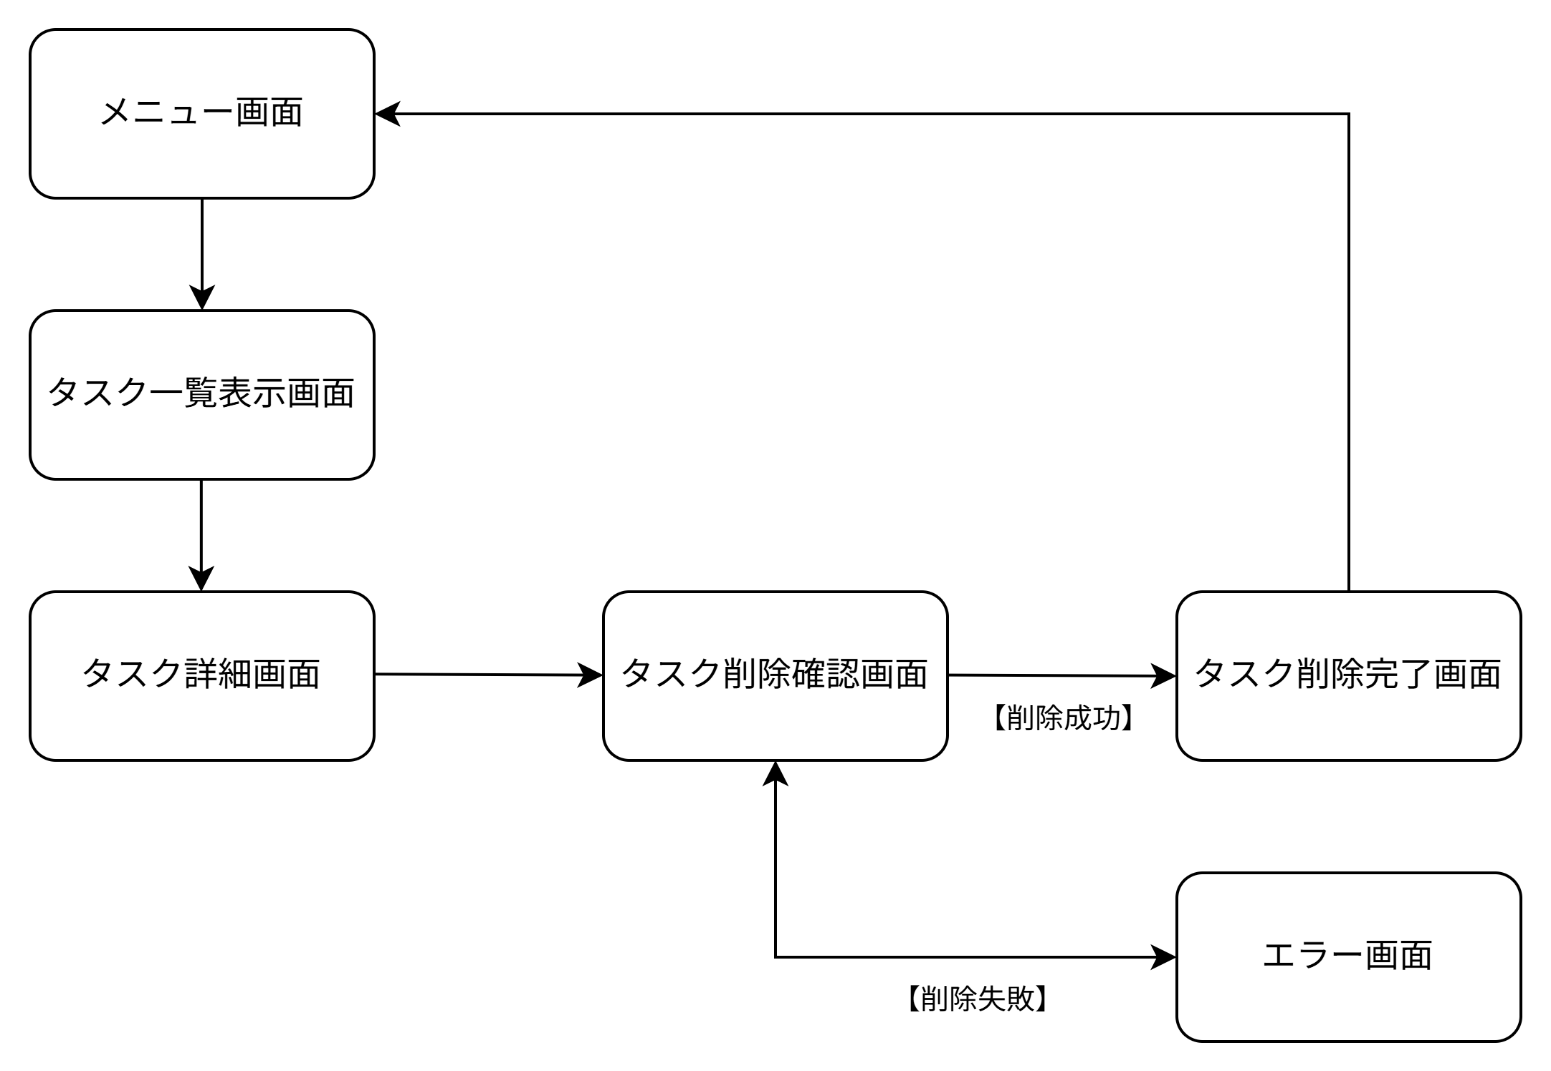 メニュー画面
タスク一覧表示画面
タスク詳細画面
タスク削除確認画面
タスク削除完了画面
【削除成功】
エラー画面
【削除失敗】